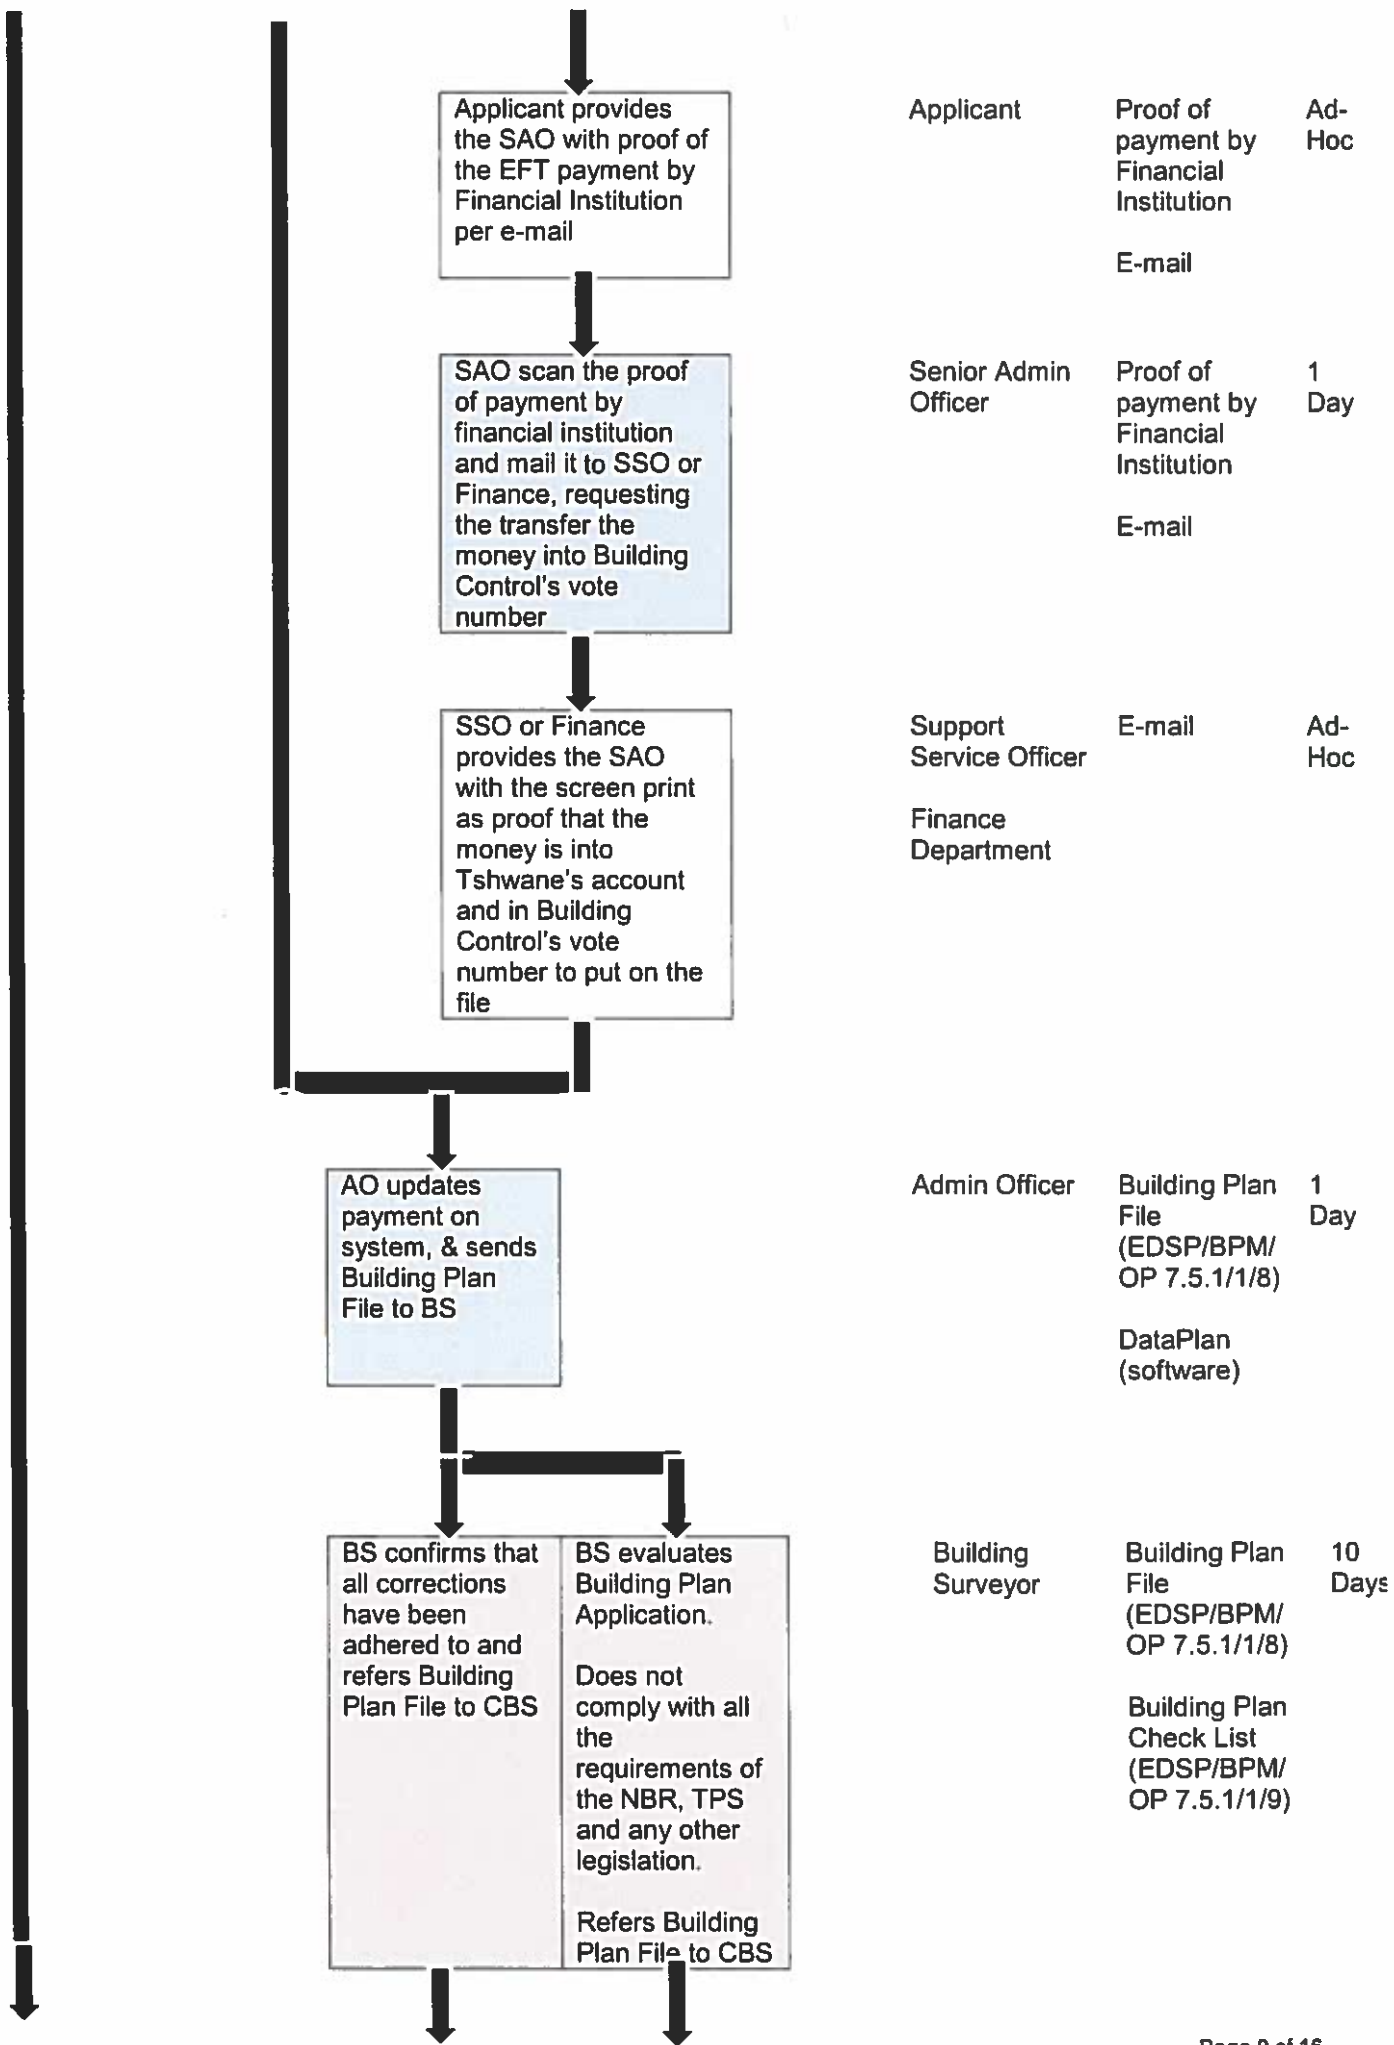 Applicant provides
the SAO with proof of
the EFT payment by
Financial Institution
per e-mail
Applicant
Proof of
payment by
Financial
Institution
E-mail
Ad-
Hoc
SAO scan the proof
of payment by
financial institution
and mail it to SSO or
Finance, requesting
the transfer the
money into Building
Control's vote
number
Senior Admin
Officer
Proof of
payment by
Financial
Institution
E-mail
1
Day
SSO or Finance
provides the SAO
with the screen print
as proof that the
money is into
Tshwane's account
and in Building
Control's vote
number to put on the
file
Support
Service Officer
Finance
Department
E-mail
Ad-
Hoc
AO updates
payment on
system, & sends
Building Plan
File to BS
Admin Officer
Building Plan
File
(EDSP/BPM/
OP 7.5.1/1/8)
DataPlan
(software)
1
Day
BS confirms that
all corrections
have been
adhered to and
refers Building
Plan File to CBS
BS evaluates
Building Plan
Application.
Does not
comply with all
the
requirements of
the NBR, TPS
and any other
legislation.
Refers Building
Plan File to CBS
Building
Surveyor
Building Plan
File
(EDSP/BPM/
OP 7.5.1/1/8)
Building Plan
Check List
(EDSP/BPM/
OP 7.5.1/1/9)
10
Days